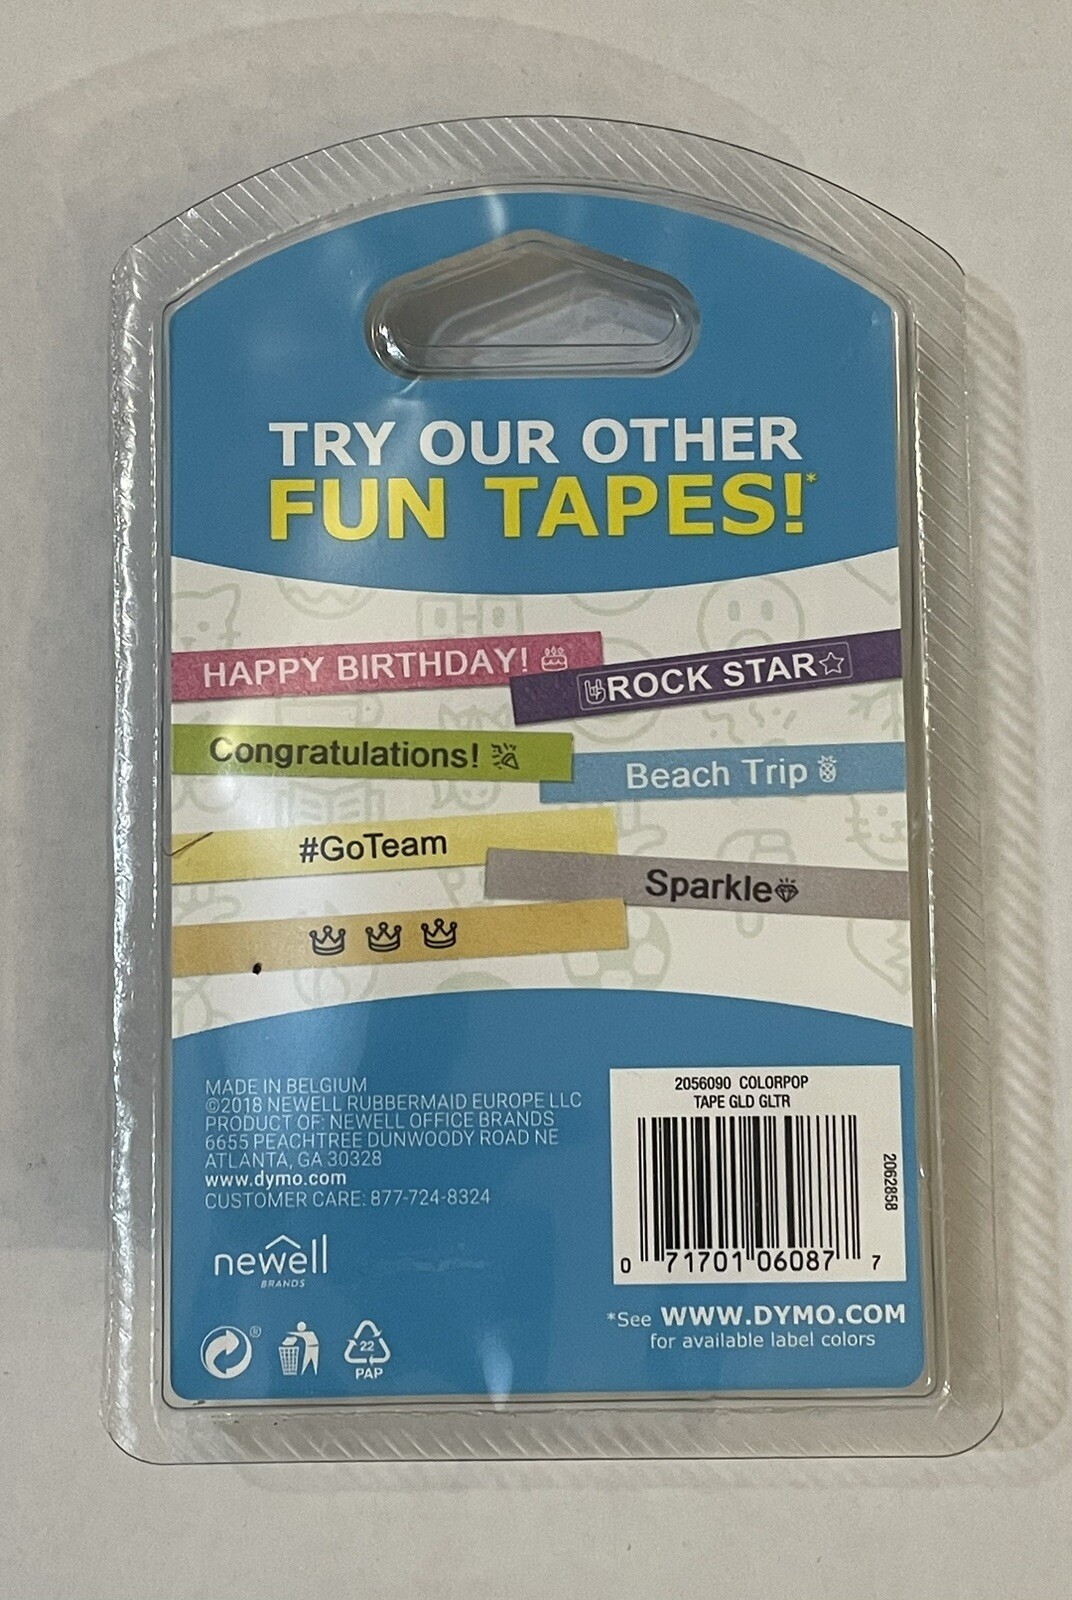 TRY OUR OTHER
FUN TAPES!*
HAPPY BIRTHDAY!
ROCK STAR
Congratulations!
Beach Trip
#GoTeam
Sparkle
MADE IN BELGIUM
©2018 NEWELL RUBBERMAID EUROPE LLC
PRODUCT OF: NEWELL OFFICE BRANDS
6655 PEACHTREE DUNWOODY ROAD NE
ATLANTA, GA 30328
www.dymo.com
CUSTOMER CARE: 877-724-8324
newell
BRANDS
®
22
PAP
2056090 COLORPOP
TAPE GLD GLTR
2062858
0 71701 06087 7
*See WWW.DYMO.COM
for available label colors